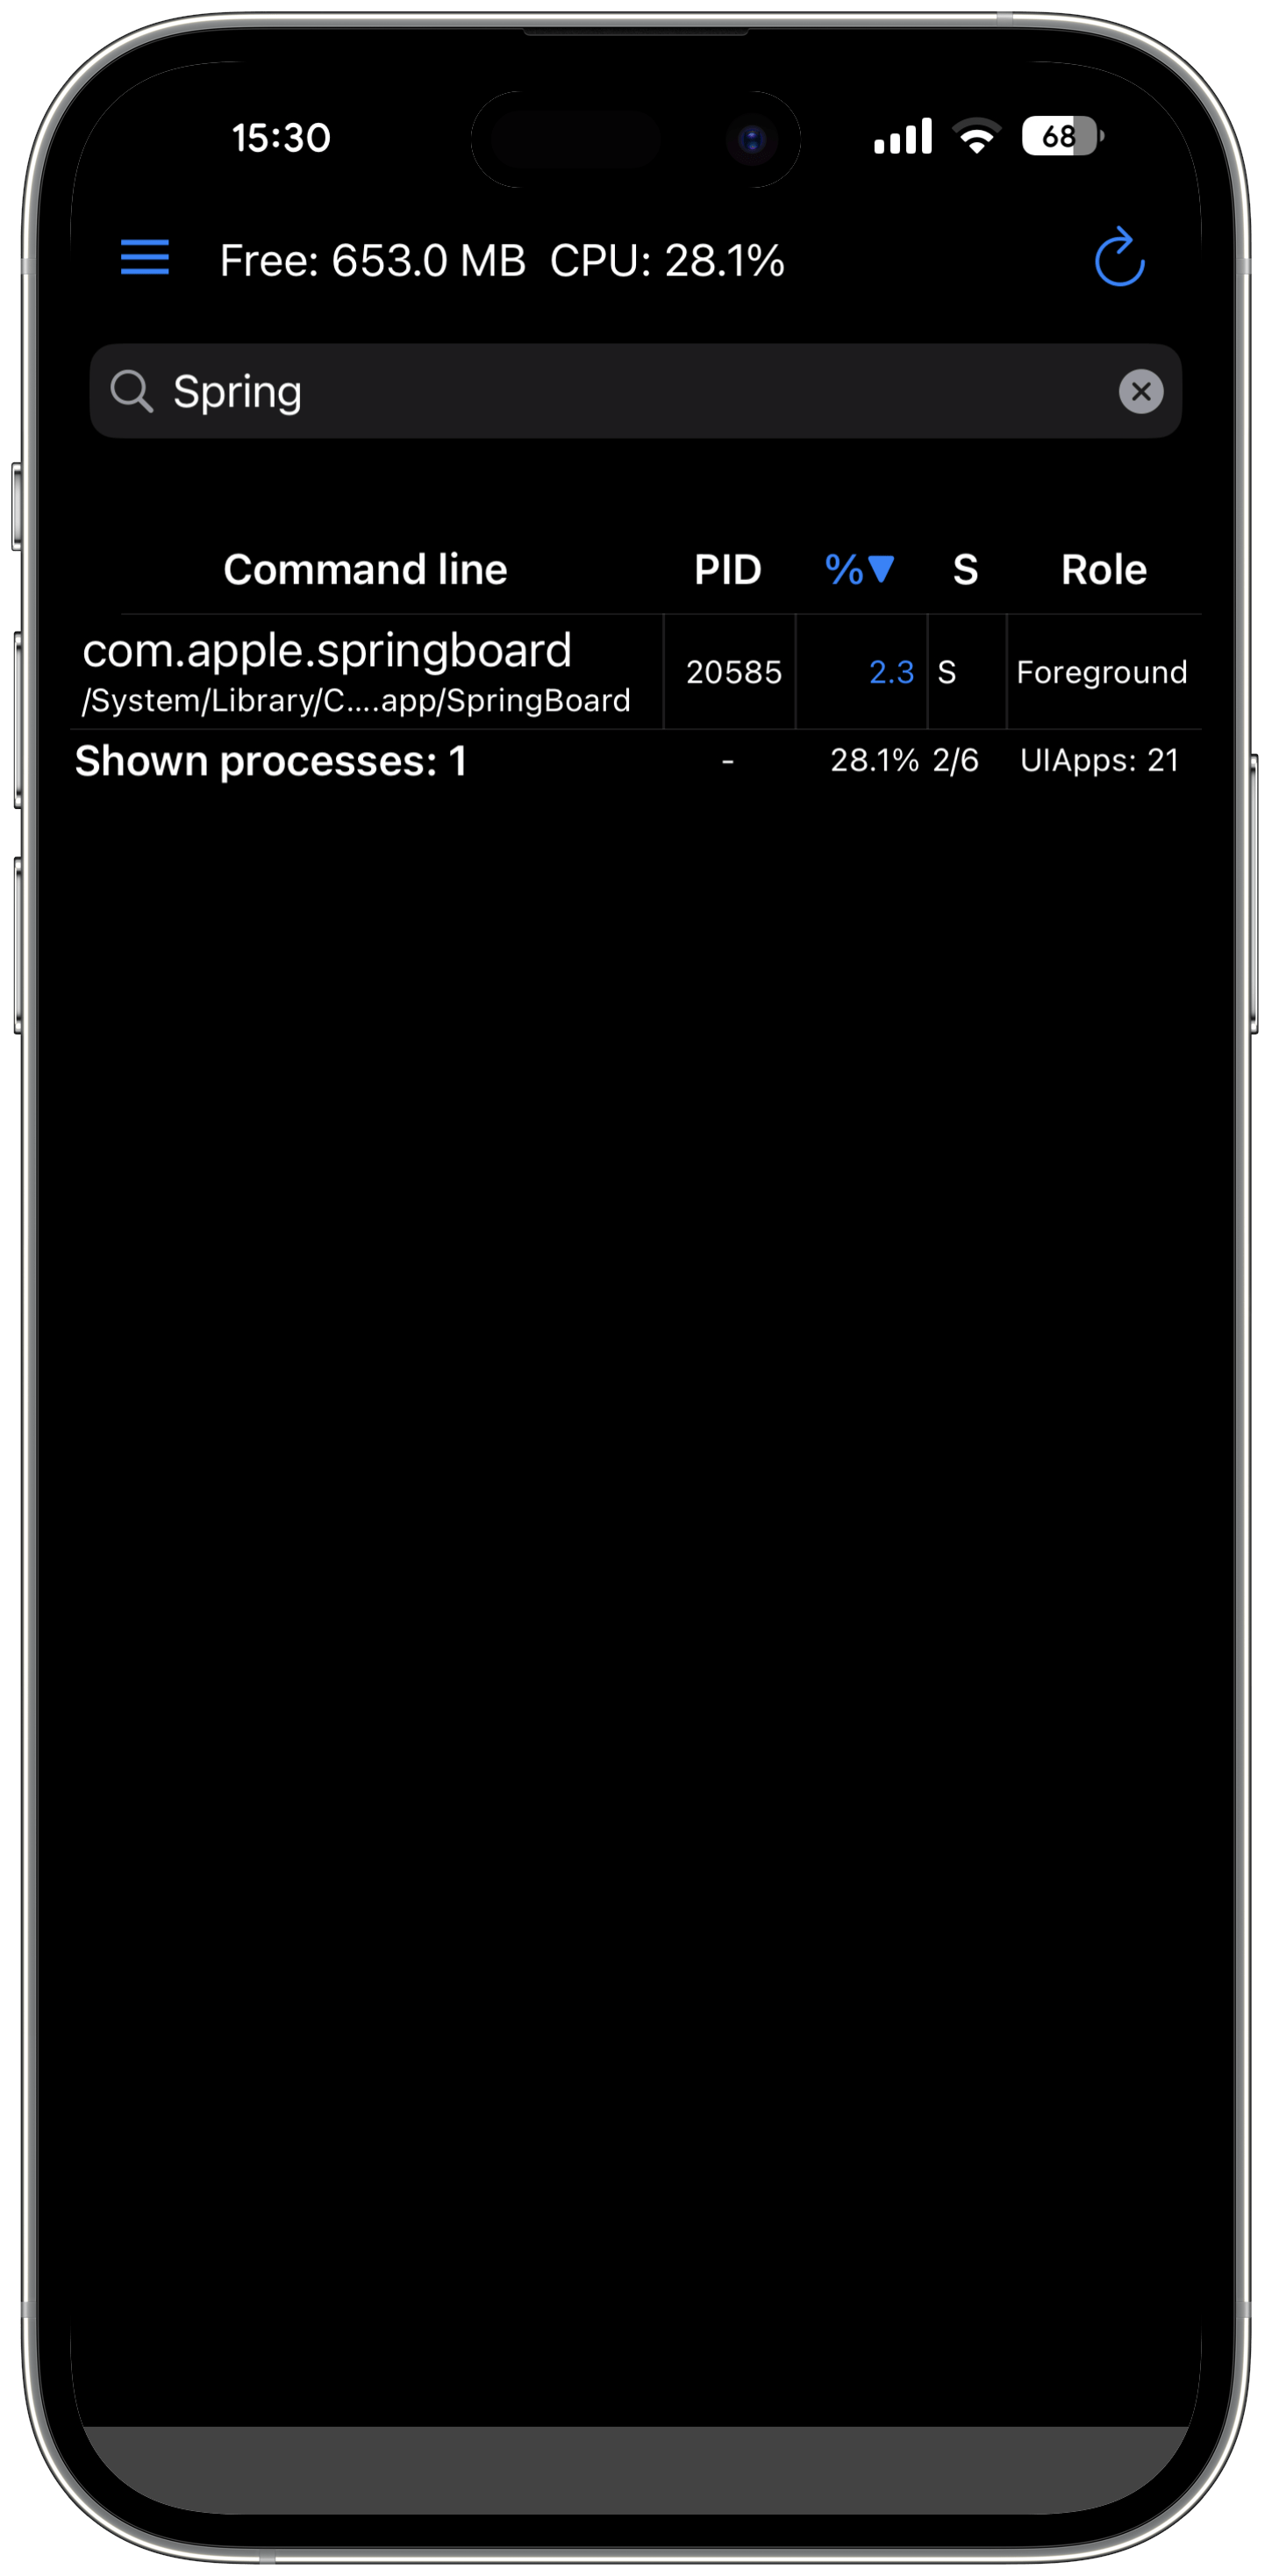 15:30 68
Free: 653.0 MB CPU: 28.1%
Spring
Command line PID %▼ S Role
com.apple.springboard
/System/Library/C....app/SpringBoard 20585 2.3 S Foreground
Shown processes: 1 - 28.1% 2/6 UIApps: 21